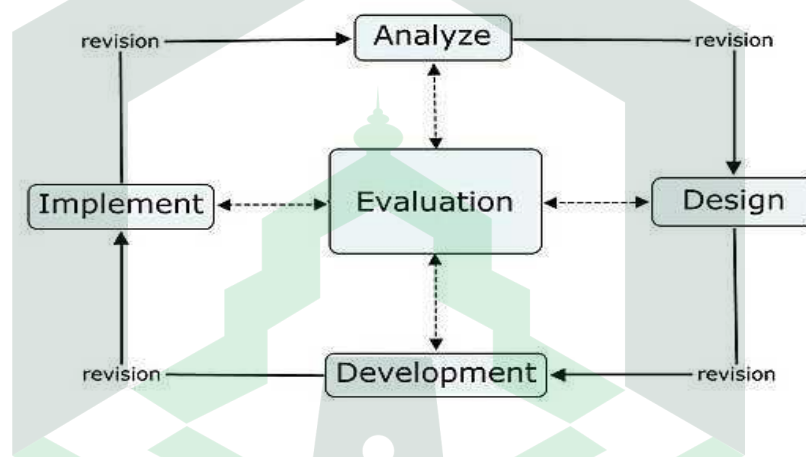 revision
Analyze
revision
Implement
Evaluation
Design
revision
Development
revision